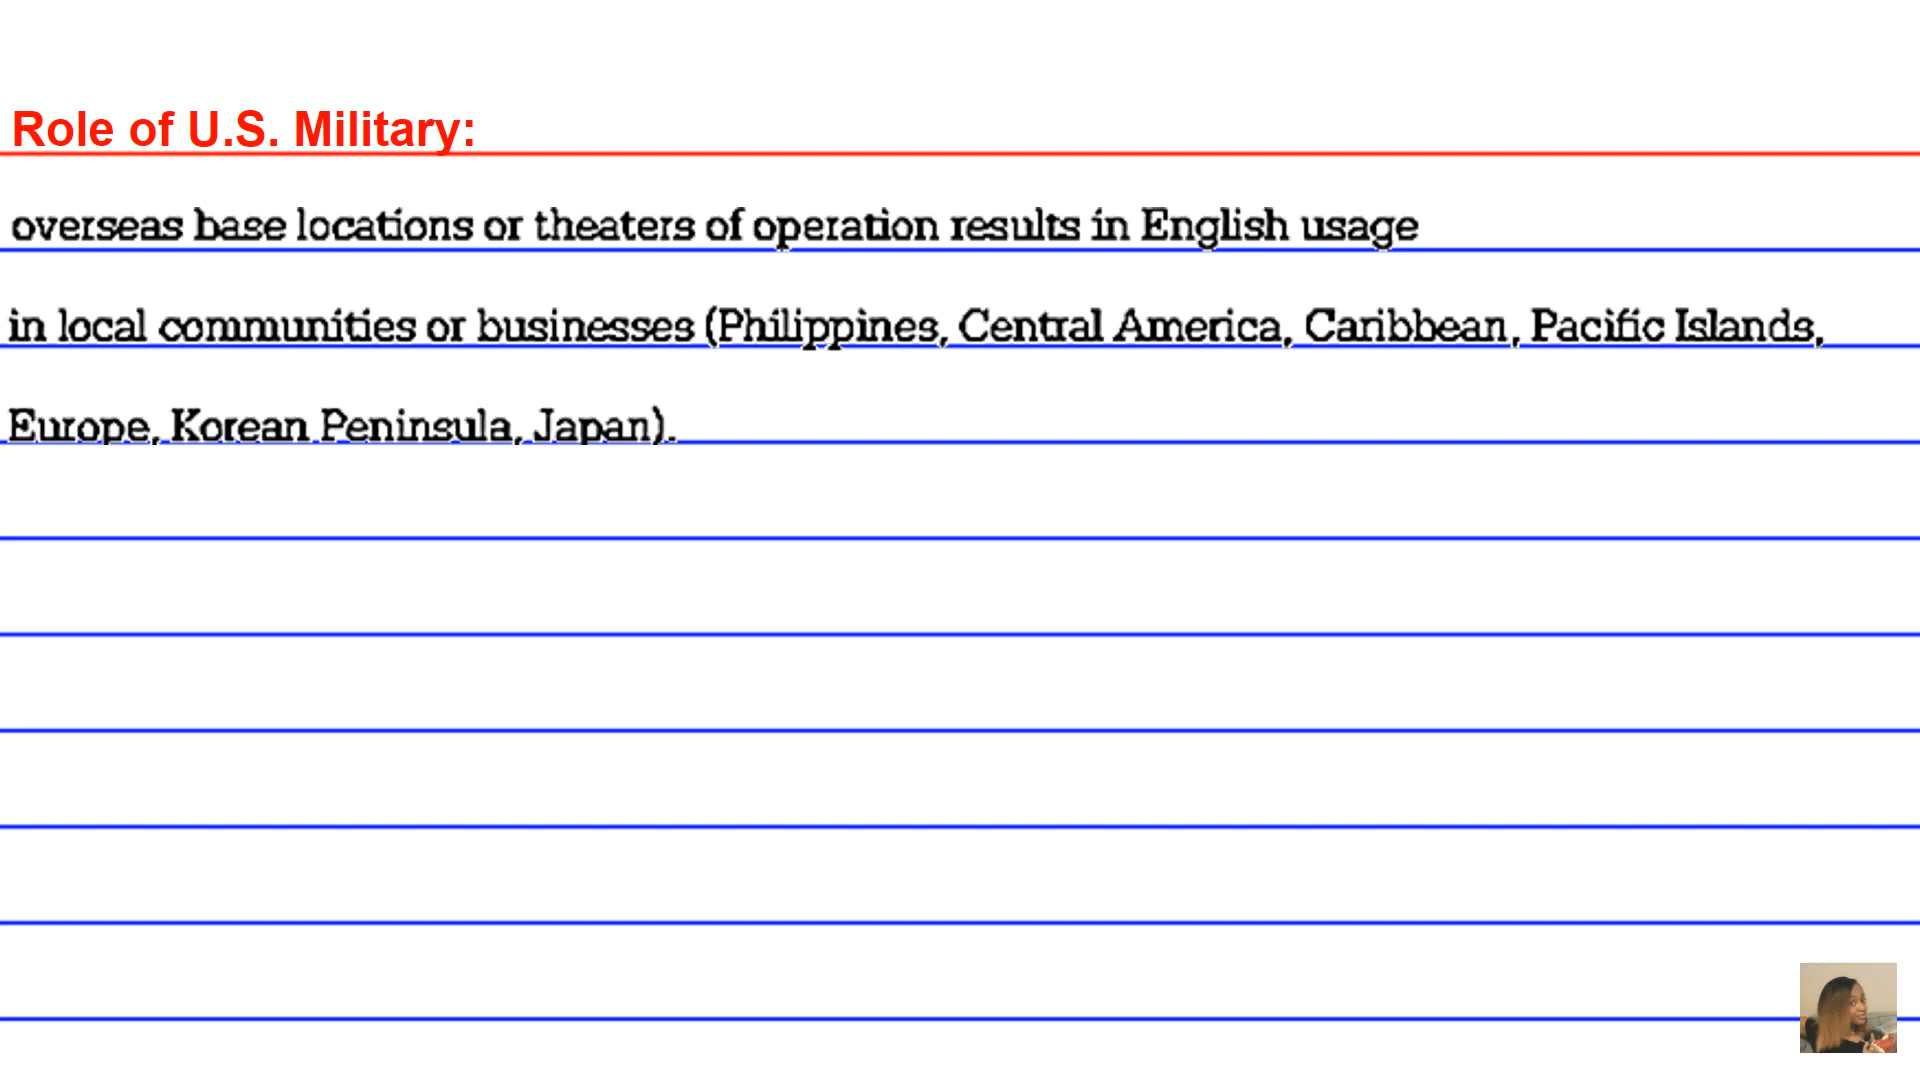 Role of U.S. Military:
overseas base locations or theaters of operation results in English usage
in local communities or businesses (Philippines, Central America, Caribbean, Pacific Islands,
Europe, Korean Peninsula, Japan).